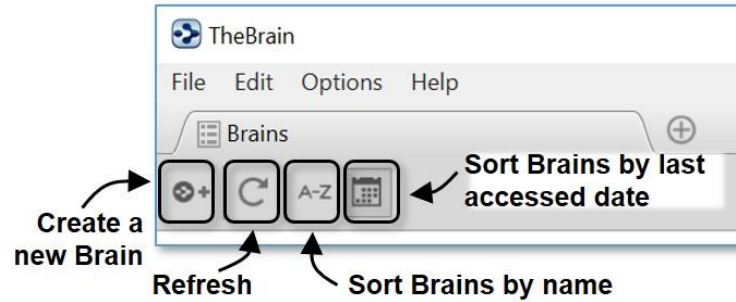 TheBrain
File Edit Options Help
Brains
A-Z
Sort Brains by last
accessed date
Create a
new Brain
Refresh
Sort Brains by name